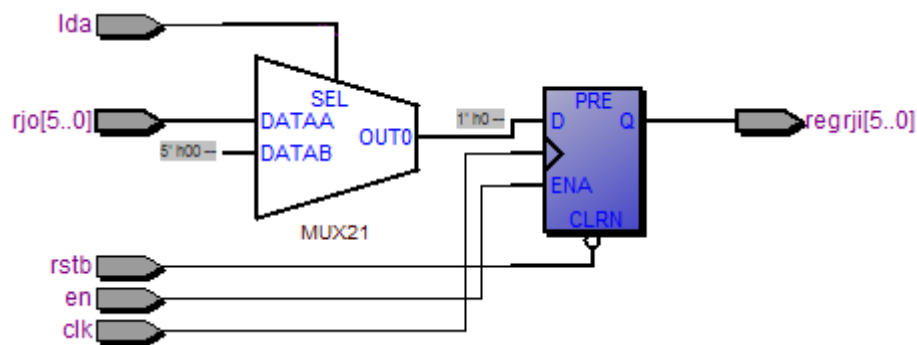 lda
SEL
rjo[5..0]
DATAA
5' h00 --
DATAB
OUT0
MUX21
1' h0 --
PRE
D
Q
ENA
CLRN
regrji[5..0]
rstb
en
clk